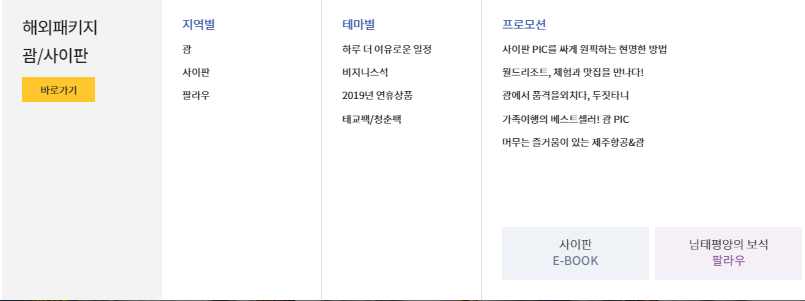 해외패키지
괌/사이판
바로가기
지역별
괌
사이판
팔라우
테마별
하루 더 여유로운 일정
비지니스석
2019년 연휴상품
태교팩/청춘팩
프로모션
사이판 PIC를 싸게 원픽하는 현명한 방법
월드리조트, 체험과 맛집을 만나다!
괌에서 품격을외치다, 두짓타니
가족여행의 베스트셀러! 괌 PIC
머무는 즐거움이 있는 제주항공&괌
사이판
E-BOOK
남태평양의 보석
팔라우